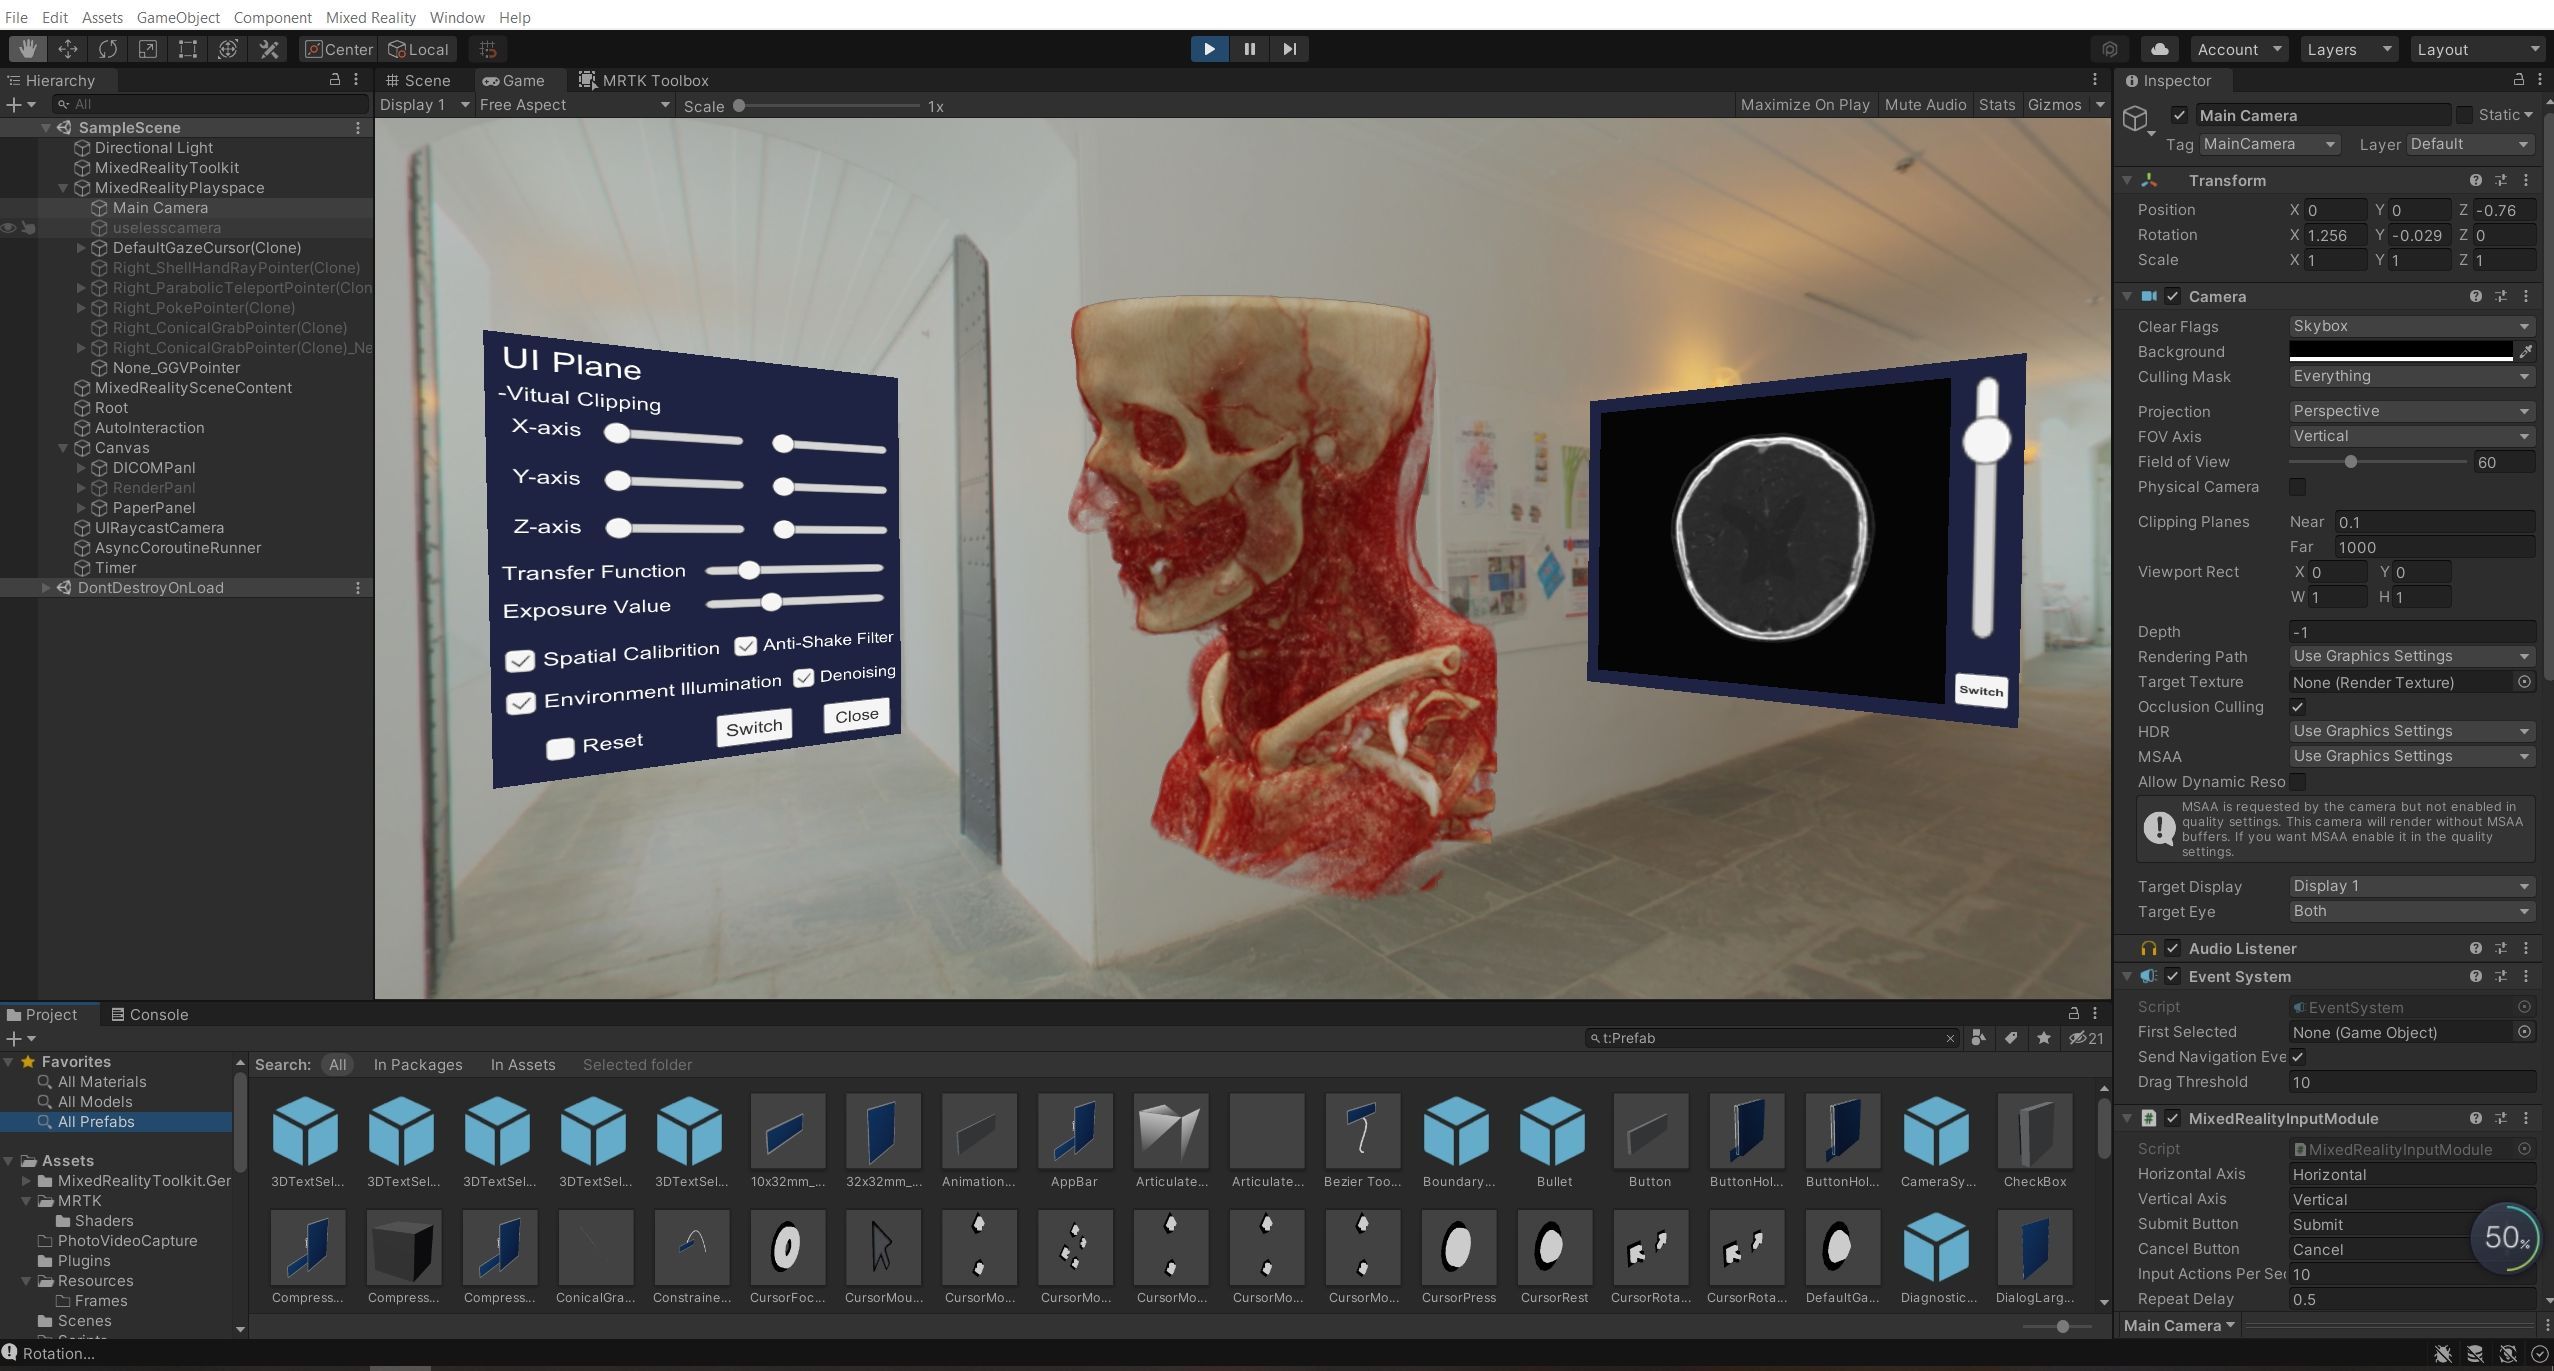 File Edit Assets GameObject Component Mixed Reality Window Help
Center Local
Account Layers Layout
Hierarchy
All
SampleScene
Directional Light
MixedRealityToolkit
MixedRealityPlayspace
Main Camera
uselesscamera
DefaultGazeCursor(Clone)
Right_ShellHandRayPointer(Clone)
Right_ParabolicTeleportPointer(Clon
Right_PokePointer(Clone)
Right_ConicalGrabPointer(Clone)
Right_ConicalGrabPointer(Clone)_Ne
None_GGVPointer
MixedRealitySceneContent
Root
AutoInteraction
Canvas
DICOMPanl
RenderPanl
PaperPanel
UIRaycastCamera
AsyncCoroutineRunner
Timer
DontDestroyOnLoad
Scene Game MRTK Toolbox
Display 1 Free Aspect Scale 1x Maximize On Play Mute Audio Stats Gizmos
UI Plane
-Vitual Clipping
X-axis
Y-axis
Z-axis
Transfer Function
Exposure Value
Spatial Calibrition Anti-Shake Filter
Environment Illumination Denoising
Reset Switch Close
Switch
Inspector
Main Camera Static
Tag MainCamera Layer Default
Transform
Position X 0 Y 0 Z -0.76
Rotation X 1.256 Y -0.029 Z 0
Scale X 1 Y 1 Z 1
Camera
Clear Flags Skybox
Background
Culling Mask Everything
Projection Perspective
FOV Axis Vertical
Field of View 60
Physical Camera
Clipping Planes Near 0.1
Far 1000
Viewport Rect X 0 Y 0
W 1 H 1
Depth -1
Rendering Path Use Graphics Settings
Target Texture None (Render Texture)
Occlusion Culling
HDR Use Graphics Settings
MSAA Use Graphics Settings
Allow Dynamic Reso
MSAA is requested by the camera but not enabled in
quality settings. This camera will render without MSAA
buffers. If you want MSAA enable it in the quality
settings.
Target Display Display 1
Target Eye Both
Audio Listener
Event System
Script EventSystem
First Selected None (Game Object)
Send Navigation Eve
Drag Threshold 10
MixedRealityInputModule
Script MixedRealityInputModule
Horizontal Axis Horizontal
Vertical Axis Vertical
Submit Button Submit
Cancel Button Cancel
Input Actions Per Sec 10
Repeat Delay 0.5
50%
Main Camera
Project Console
t:Prefab 21
Favorites
All Materials
All Models
All Prefabs
Assets
MixedRealityToolkit.Ger
MRTK
Shaders
PhotoVideoCapture
Plugins
Resources
Frames
Scenes
Search: All In Packages In Assets Selected folder
3DTextSel... 3DTextSel... 3DTextSel... 3DTextSel... 3DTextSel... 10x32mm_... 32x32mm_... Animation... AppBar Articulate... Articulate... Bezier Too... Boundary... Bullet Button ButtonHol... ButtonHol... CameraSy... CheckBox
Compress... Compress... Compress... ConicalGra... Constraine... CursorFoc... CursorMou... CursorMo... CursorMo... CursorMo... CursorMo... CursorMo... CursorPress CursorRest CursorRota... CursorRota... DefaultGa... Diagnostic... DialogLarg...
Rotation...